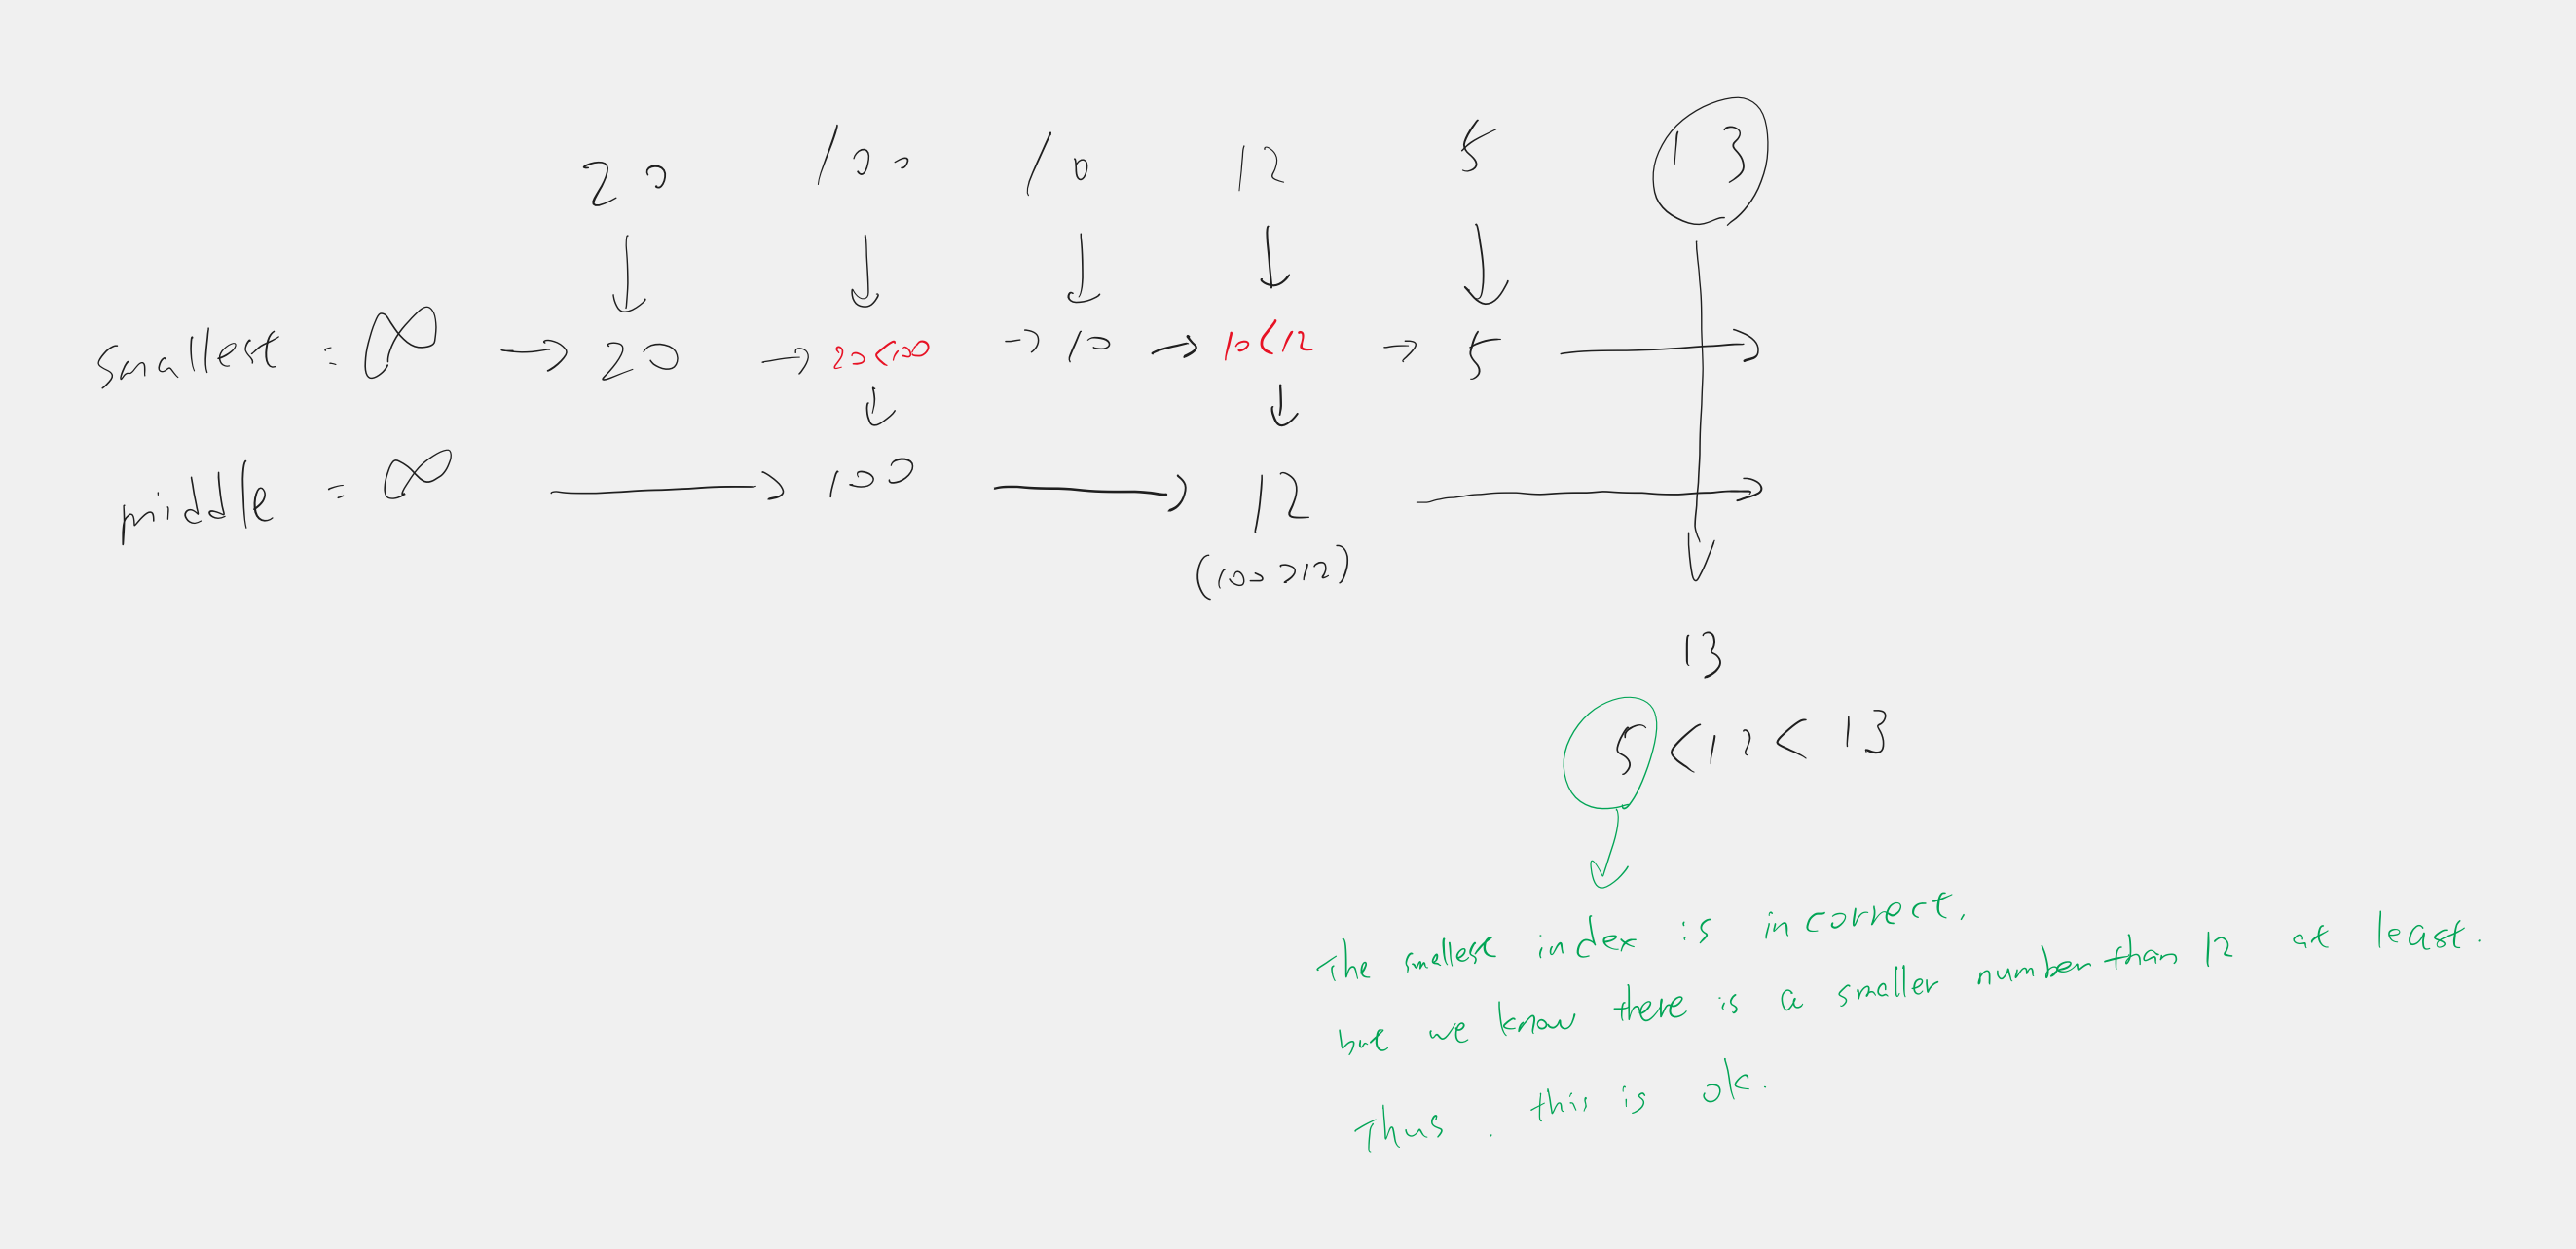 20 100 10 12 5 13
smallest = ∞ → 20 → 20<100 → 10 → 10<12 → 5
middle = ∞ → 100 → 12
(100>12)
13
5 <12< 13
The smallest index is incorrect.
but we know there is a smaller number than 12 at least.
Thus. this is ok.